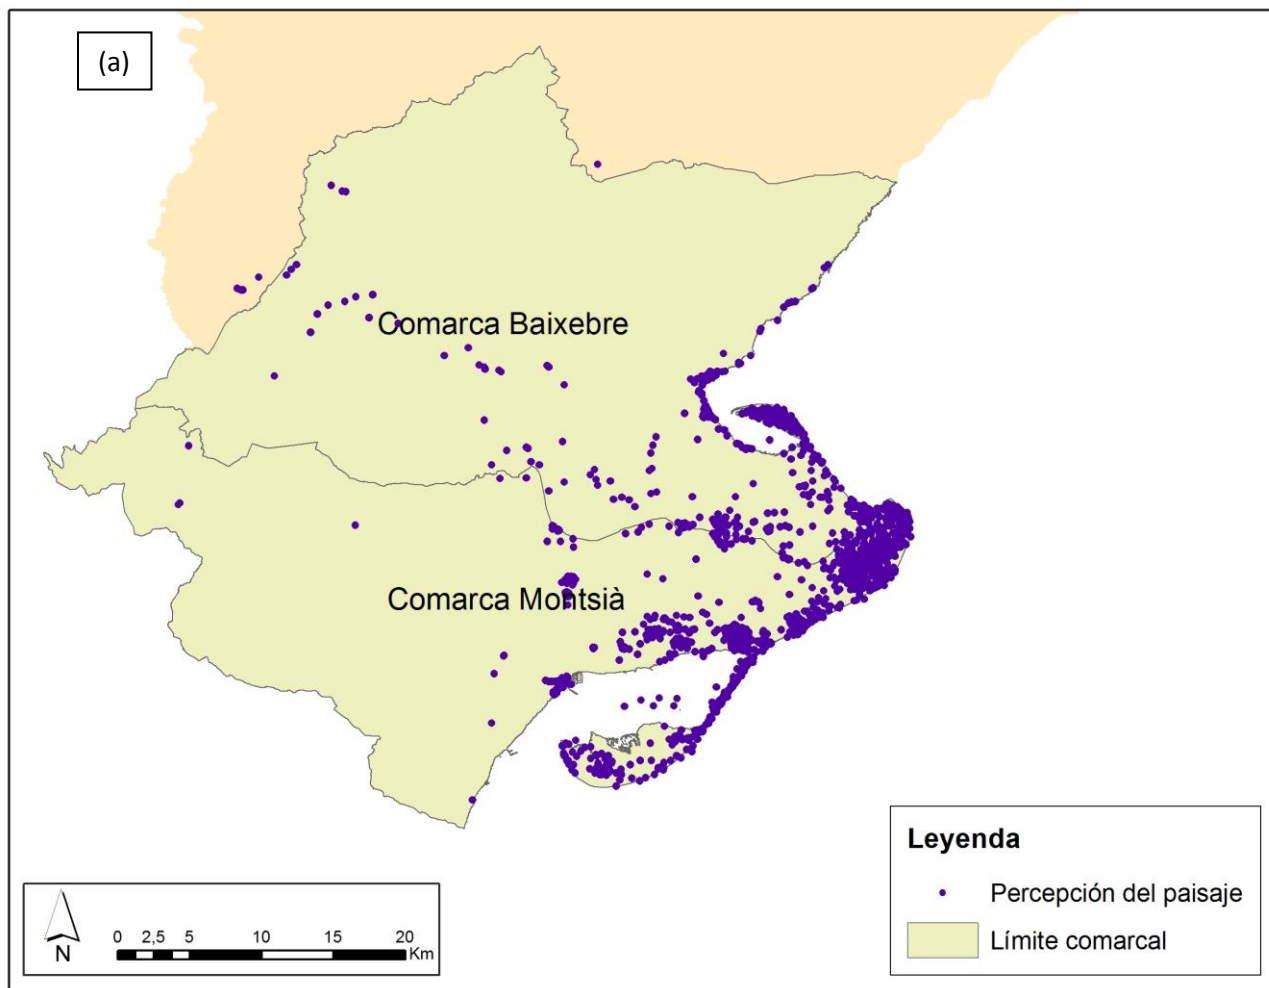 (a)
Comarca Baixebre
Comarca Montsià
Leyenda
Percepción del paisaje
Límite comarcal
N
0 2,5 5 10 15 20
Km